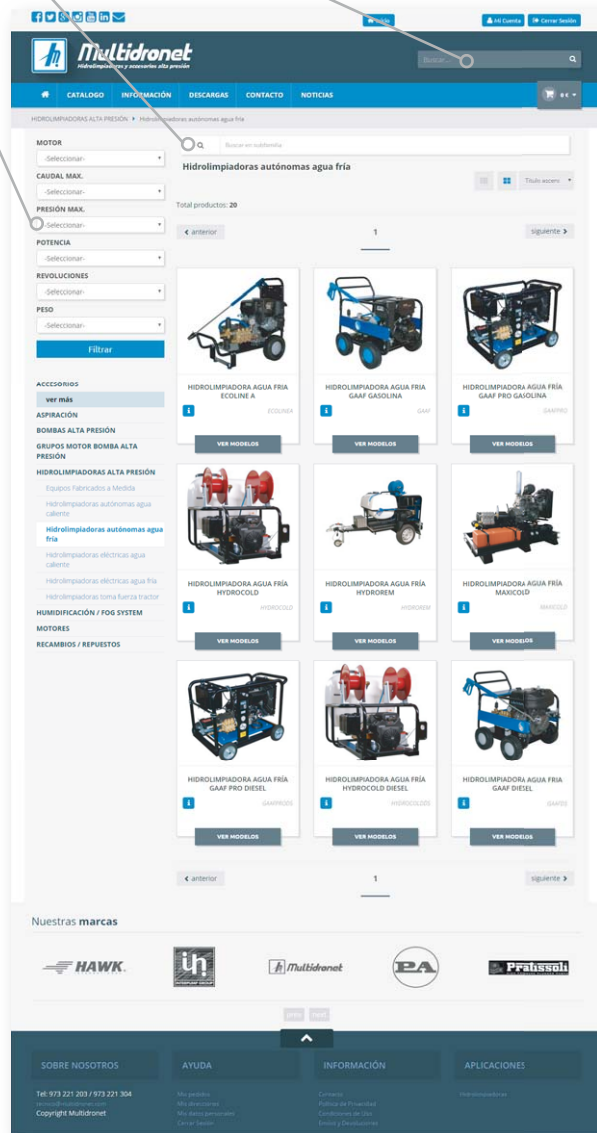 Inicio
Mi Cuenta
Cerrar Sesión
Multidronet
Hidrolimpiadores y accesorios alta presión
Buscar...
CATALOGO INFORMACIÓN DESCARGAS CONTACTO NOTICIAS
0 €
HIDROLIMPIADORAS ALTA PRESIÓN Hidrolimpiadoras autónomas agua fría
MOTOR
-Seleccionar-
CAUDAL MAX.
-Seleccionar-
PRESIÓN MAX.
-Seleccionar-
POTENCIA
-Seleccionar-
REVOLUCIONES
-Seleccionar-
PESO
-Seleccionar-
Filtrar
ACCESORIOS
ver más
ASPIRACIÓN
BOMBAS ALTA PRESIÓN
GRUPOS MOTOR BOMBA ALTA
PRESIÓN
HIDROLIMPIADORAS ALTA PRESIÓN
Equipos Fabricados a Medida
Hidrolimpiadoras autónomas agua
caliente
Hidrolimpiadoras autónomas agua
fría
Hidrolimpiadoras eléctricas agua
caliente
Hidrolimpiadoras eléctricas agua fría
Hidrolimpiadoras toma fuerza tractor
HUMIDIFICACIÓN / FOG SYSTEM
MOTORES
RECAMBIOS / REPUESTOS
Buscar en subfamilia
Hidrolimpiadoras autónomas agua fría
Título ascen
Total productos: 20
anterior 1 siguiente
HIDROLIMPIADORA AGUA FRIA
ECOLINE A
ECOLINEA
VER MODELOS
HIDROLIMPIADORA AGUA FRIA
GAAF GASOLINA
GAAF
VER MODELOS
HIDROLIMPIADORA AGUA FRÍA
GAAF PRO GASOLINA
GAAFPRO
VER MODELOS
HIDROLIMPIADORA AGUA FRÍA
HYDROCOLD
HYDROCOLD
VER MODELOS
HIDROLIMPIADORA AGUA FRÍA
HYDROREM
HYDROREM
VER MODELOS
HIDROLIMPIADORA AGUA FRÍA
MAXICOLD
MAXICOLD
VER MODELOS
HIDROLIMPIADORA AGUA FRÍA
GAAF PRO DIESEL
VER MODELOS
HIDROLIMPIADORA AGUA FRÍA
HYDROCOLD DIESEL
VER MODELOS
HIDROLIMPIADORA AGUA FRIA
GAAF DIESEL
VER MODELOS
anterior 1 siguiente
Nuestras marcas
HAWK.
Multidronet
PA
Pratissoli
prev next
SOBRE NOSOTROS
Tel: 973 221 203 / 973 221 304
Copyright Multidronet
AYUDA
Mis pedidos
Mis direcciones
Mis datos personales
Cerrar Sesión
INFORMACIÓN
Contacto
Política de Privacidad
Condiciones de Uso
Envíos y Devoluciones
APLICACIONES
Hidrolimpiadoras